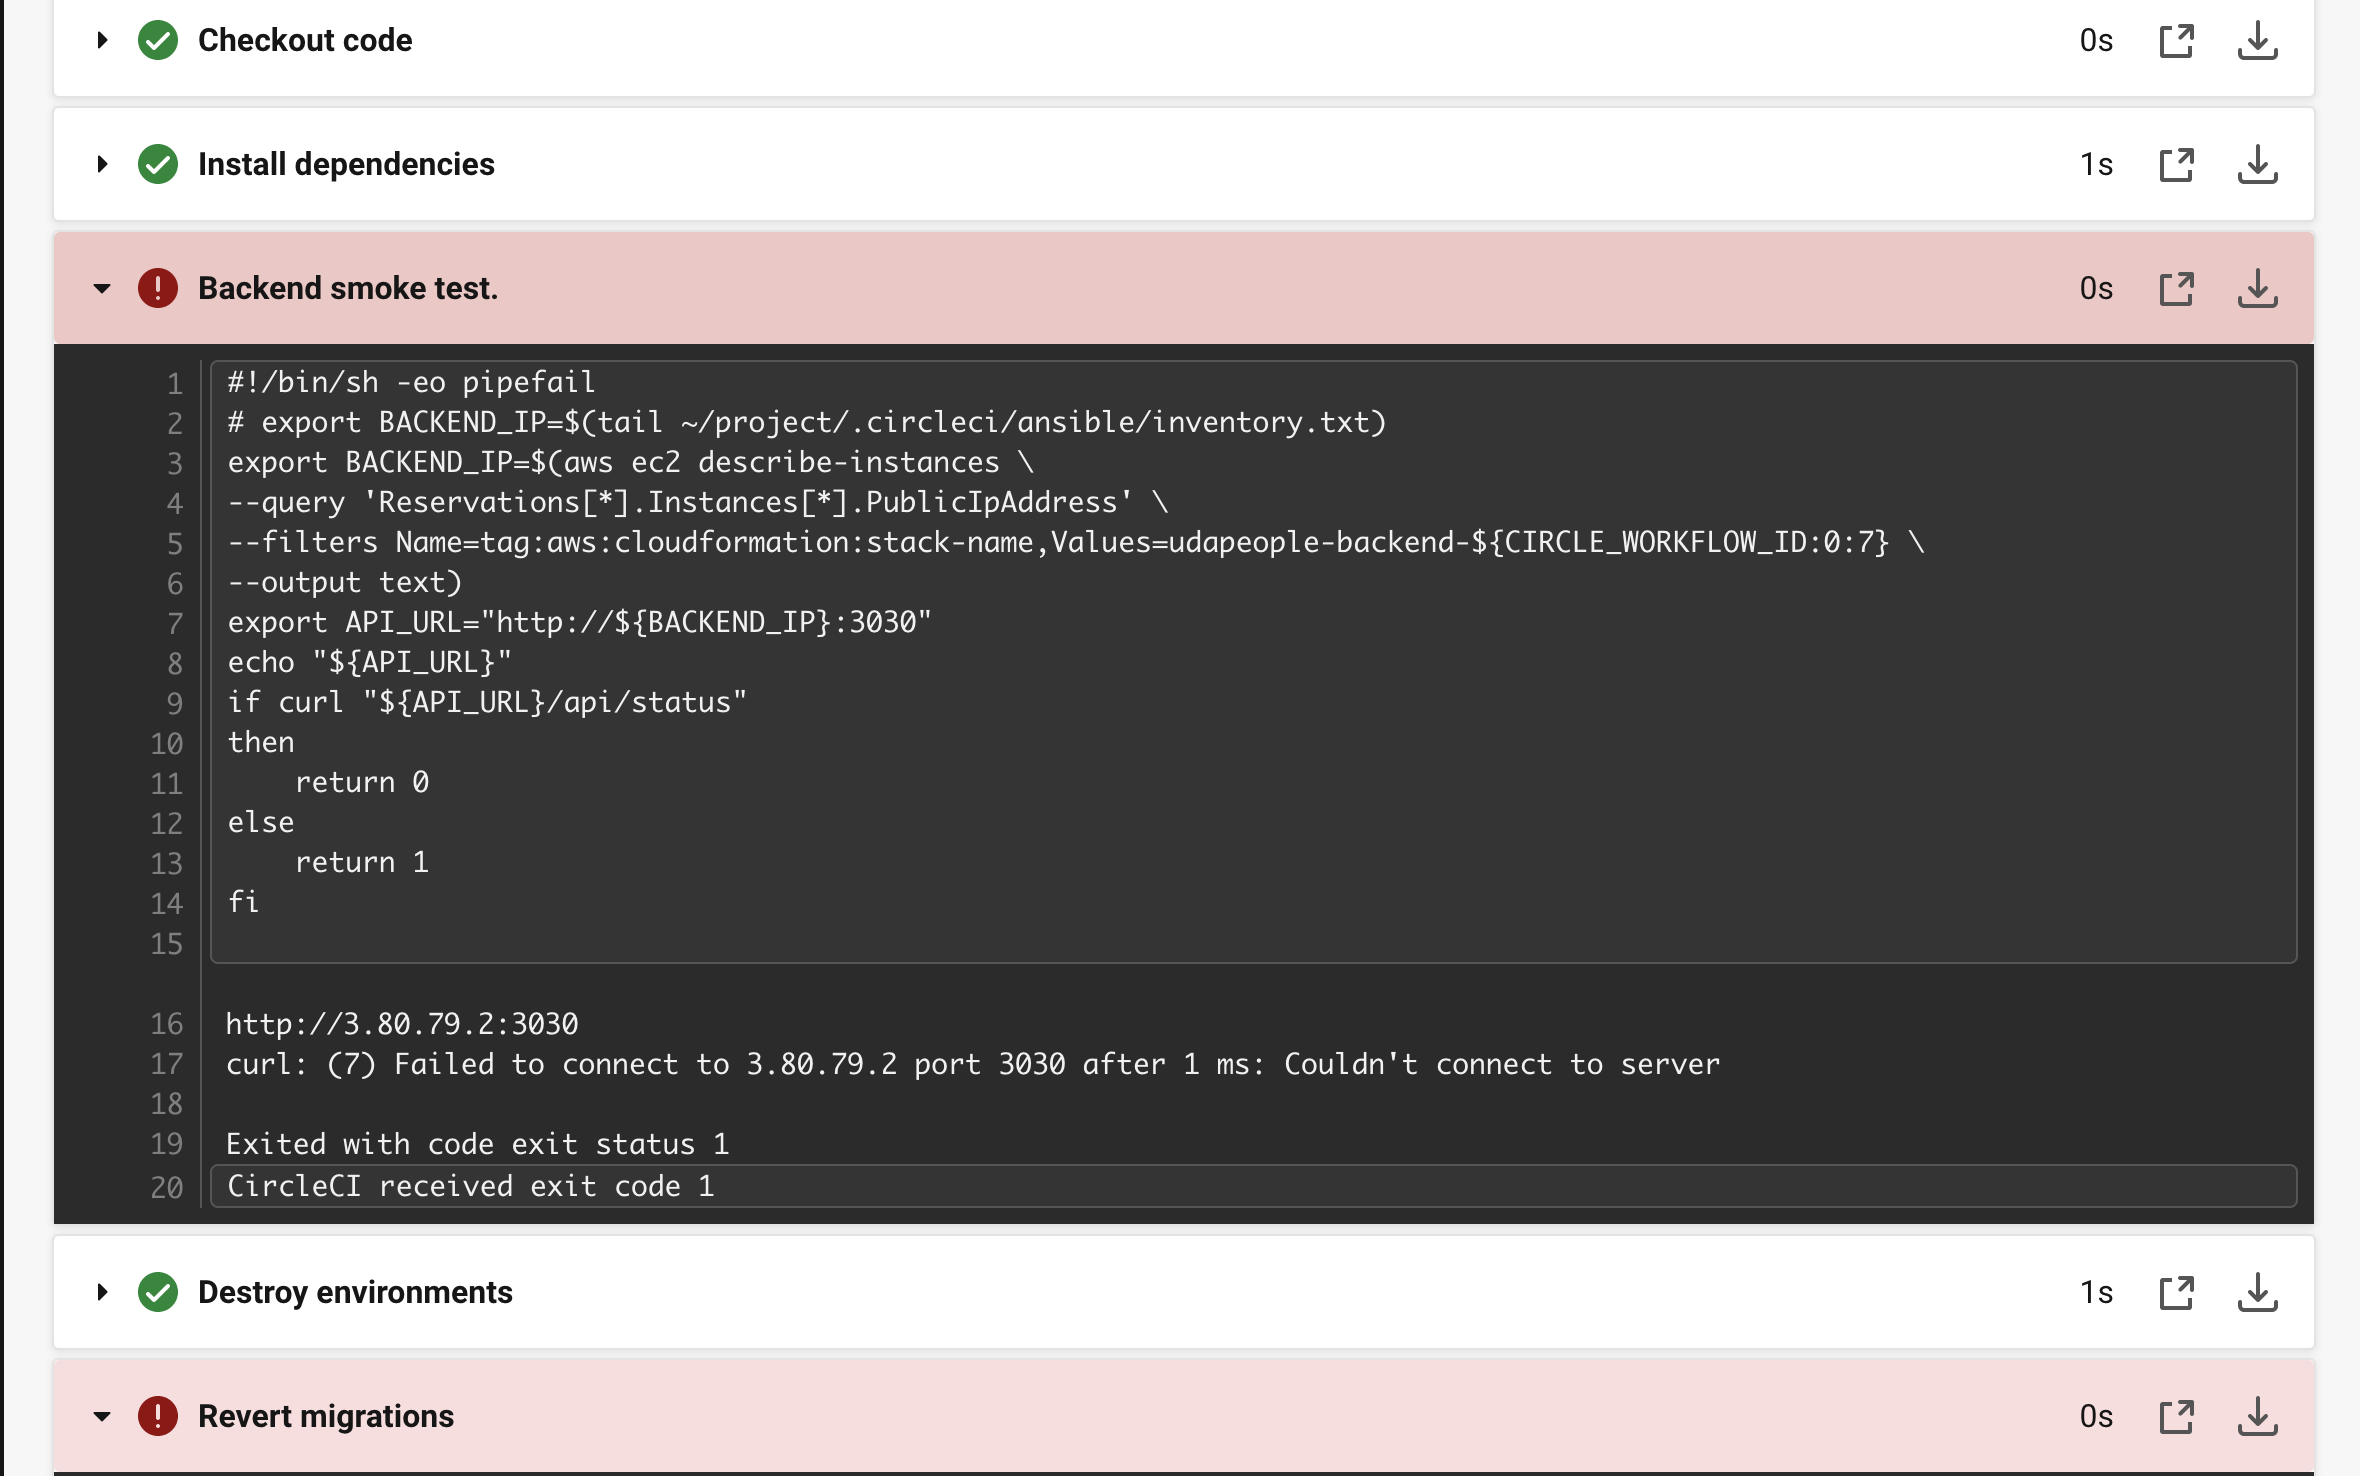 Checkout code 0s
Install dependencies 1s
Backend smoke test. 0s
1 #!/bin/sh -eo pipefail
2 # export BACKEND_IP=$(tail ~/project/.circleci/ansible/inventory.txt)
3 export BACKEND_IP=$(aws ec2 describe-instances \
4 --query 'Reservations[*].Instances[*].PublicIpAddress' \
5 --filters Name=tag:aws:cloudformation:stack-name,Values=udapeople-backend-${CIRCLE_WORKFLOW_ID:0:7} \
6 --output text)
7 export API_URL="http://${BACKEND_IP}:3030"
8 echo "${API_URL}"
9 if curl "${API_URL}/api/status"
10 then
11     return 0
12 else
13     return 1
14 fi
15
16 http://3.80.79.2:3030
17 curl: (7) Failed to connect to 3.80.79.2 port 3030 after 1 ms: Couldn't connect to server
18
19 Exited with code exit status 1
20 CircleCI received exit code 1
Destroy environments 1s
Revert migrations 0s